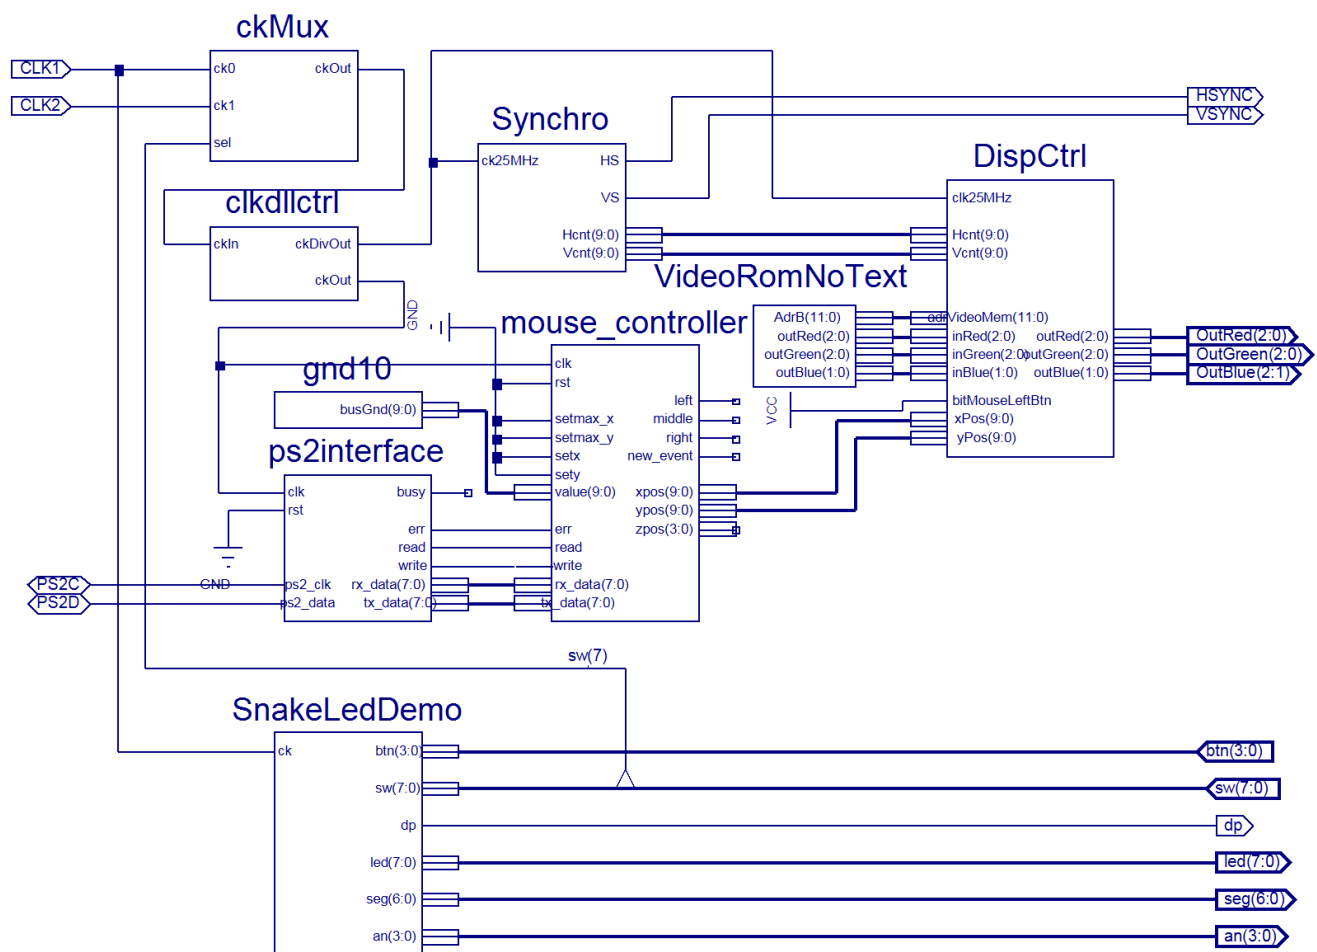 ckMux
CLK1
ck0
ckOut
CLK2
ck1
sel
HSYNC
VSYNC
Synchro
ck25MHz
HS
VS
Hcnt(9:0)
Vcnt(9:0)
DispCtrl
clk25MHz
Hcnt(9:0)
Vcnt(9:0)
adrVideoMem(11:0)
inRed(2:0)
outRed(2:0)
inGreen(2:0)
outGreen(2:0)
inBlue(1:0)
outBlue(1:0)
bitMouseLeftBtn
xPos(9:0)
yPos(9:0)
OutRed(2:0)
OutGreen(2:0)
OutBlue(2:1)
clkdllctrl
ckIn
ckDivOut
ckOut
GND
VideoRomNoText
AdrB(11:0)
outRed(2:0)
outGreen(2:0)
outBlue(1:0)
VCC
mouse_controller
clk
rst
setmax_x
setmax_y
setx
sety
value(9:0)
err
read
write
rx_data(7:0)
tx_data(7:0)
left
middle
right
new_event
xpos(9:0)
ypos(9:0)
zpos(3:0)
gnd10
busGnd(9:0)
ps2interface
clk
busy
rst
err
read
write
ps2_clk
rx_data(7:0)
ps2_data
tx_data(7:0)
GND
PS2C
PS2D
sw(7)
SnakeLedDemo
ck
btn(3:0)
sw(7:0)
dp
led(7:0)
seg(6:0)
an(3:0)
btn(3:0)
sw(7:0)
dp
led(7:0)
seg(6:0)
an(3:0)